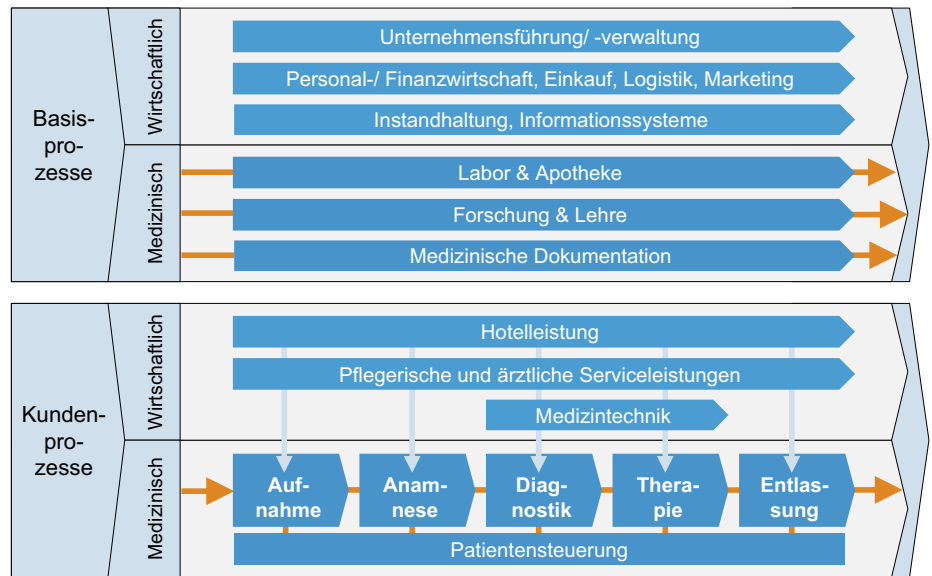 Basis-
pro-
zesse
Wirtschaftlich
Unternehmensführung/ -verwaltung
Personal-/ Finanzwirtschaft, Einkauf, Logistik, Marketing
Instandhaltung, Informationssysteme
Medizinisch
Labor & Apotheke
Forschung & Lehre
Medizinische Dokumentation
Kunden-
pro-
zesse
Wirtschaftlich
Hotelleistung
Pflegerische und ärztliche Serviceleistungen
Medizintechnik
Medizinisch
Auf-
nahme
Anam-
nese
Diag-
nostik
Thera-
pie
Entlas-
sung
Patientensteuerung